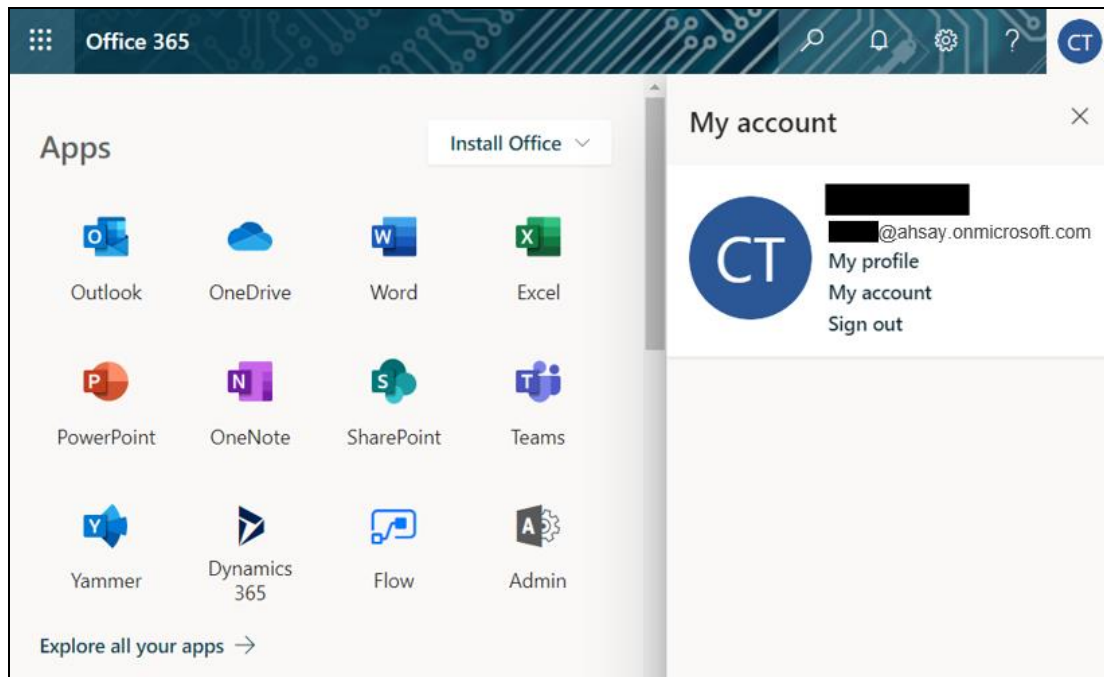 Office 365
?
CT
Apps
Install Office
Outlook
OneDrive
Word
Excel
PowerPoint
OneNote
SharePoint
Teams
Yammer
Dynamics
365
Flow
Admin
Explore all your apps →
My account
CT
@ahsay.onmicrosoft.com
My profile
My account
Sign out